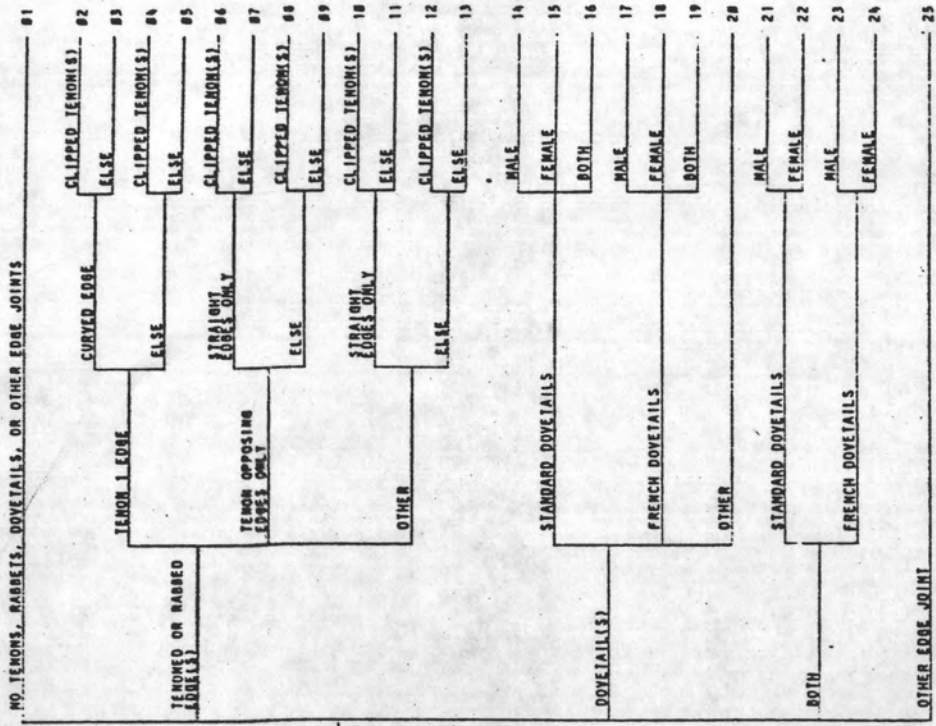 NO TENONS, RABBETS, DOVETAILS, OR OTHER EDGE JOINTS 01
TENONED OR RABBED
EDGE(S)
TENON 1 EDGE
CURVED EDGE
CLIPPED TENON(S) 02
ELSE 03
ELSE
CLIPPED TENON(S) 04
ELSE 05
TENON OPPOSING
EDGES ONLY
STRAIGHT
EDGES ONLY
CLIPPED TENON(S) 06
ELSE 07
ELSE
CLIPPED TENON(S) 08
ELSE 09
OTHER
STRAIGHT
EDGES ONLY
CLIPPED TENON(S) 10
ELSE 11
ELSE
CLIPPED TENON(S) 12
ELSE 13
DOVETAIL(S)
STANDARD DOVETAILS
MALE 14
FEMALE 15
BOTH 16
FRENCH DOVETAILS
MALE 17
FEMALE 18
BOTH 19
OTHER 20
BOTH
STANDARD DOVETAILS
MALE 21
FEMALE 22
FRENCH DOVETAILS
MALE 23
FEMALE 24
OTHER EDGE JOINT 25